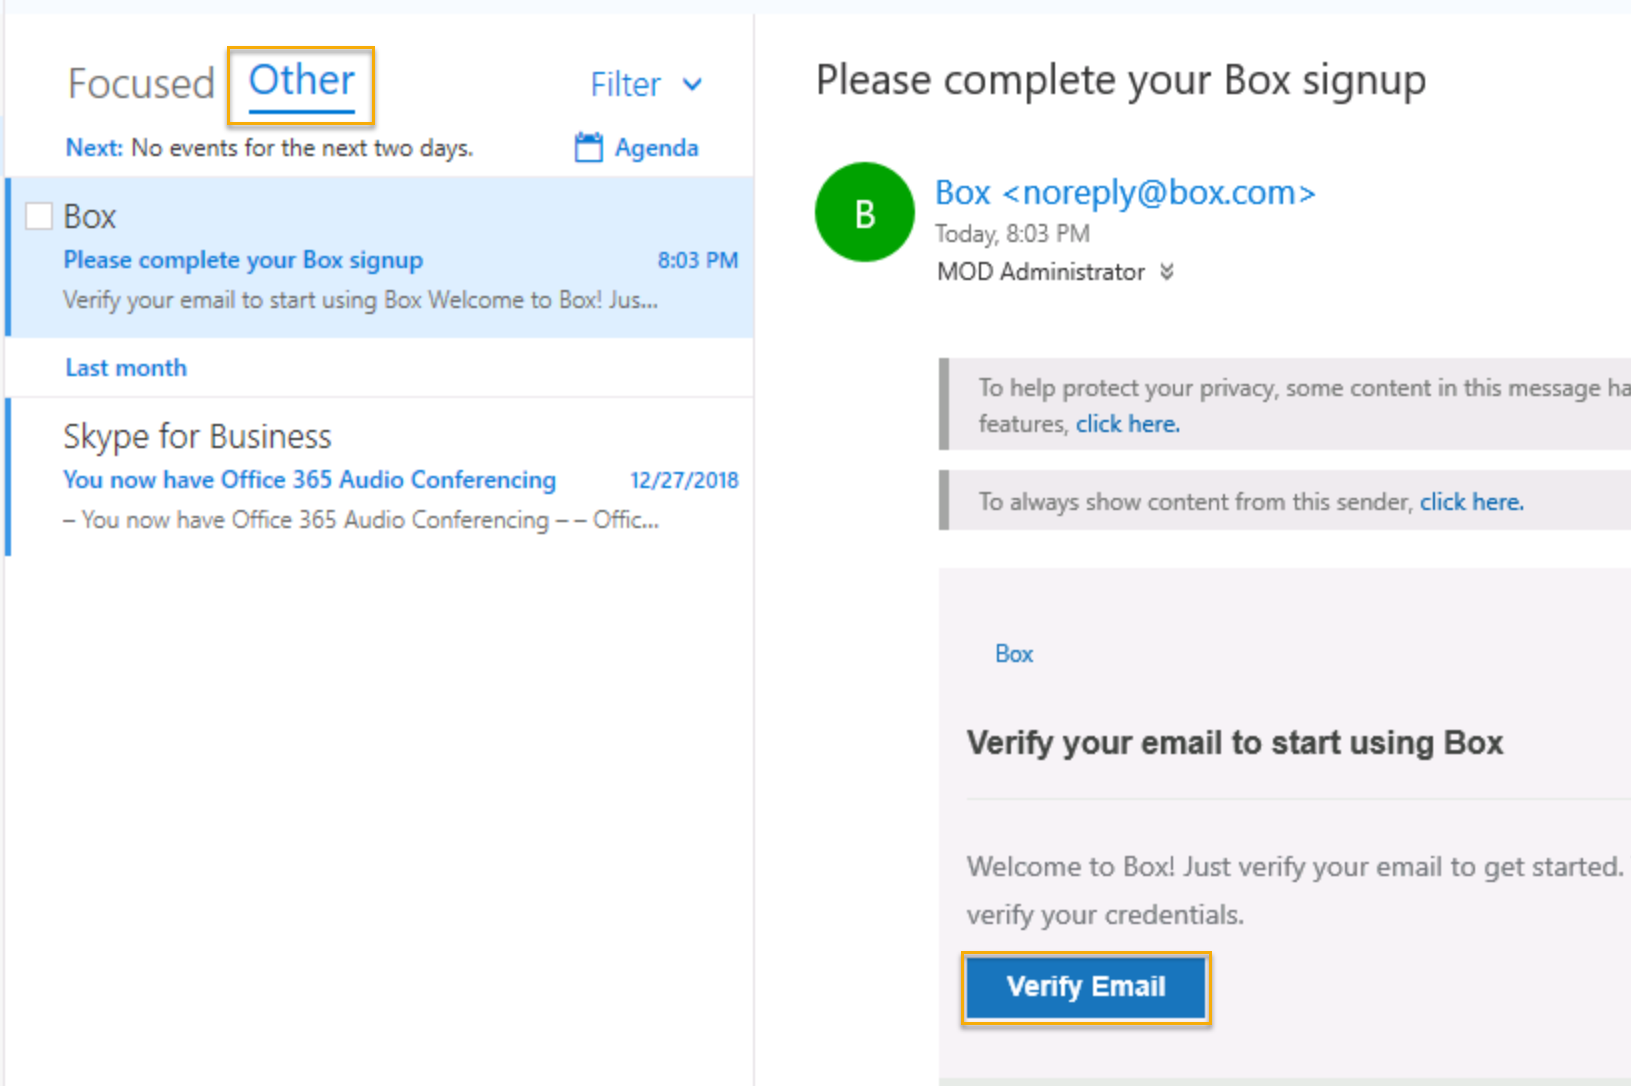 Focused Other Filter
Next: No events for the next two days. Agenda
Box
Please complete your Box signup 8:03 PM
Verify your email to start using Box Welcome to Box! Jus...
Last month
Skype for Business
You now have Office 365 Audio Conferencing 12/27/2018
– You now have Office 365 Audio Conferencing – – Offic...
Please complete your Box signup
B
Box <noreply@box.com>
Today, 8:03 PM
MOD Administrator
To help protect your privacy, some content in this message ha
features, click here.
To always show content from this sender, click here.
Box
Verify your email to start using Box
Welcome to Box! Just verify your email to get started.
verify your credentials.
Verify Email